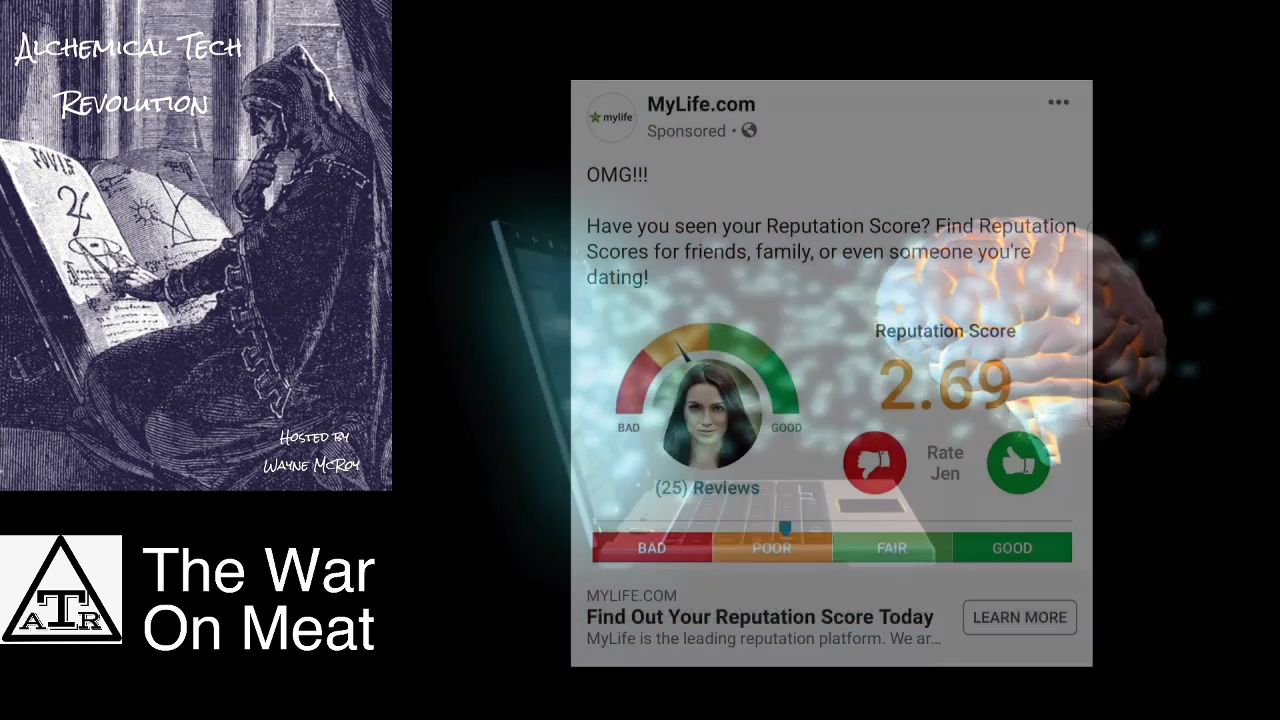 Alchemical Tech
Revolution
JOVIS
Hosted by
Wayne McRoy
ATR
The War
On Meat
mylife
MyLife.com
Sponsored •
OMG!!!
Have you seen your Reputation Score? Find Reputation
Scores for friends, family, or even someone you're
dating!
BAD
GOOD
(25) Reviews
Reputation Score
2.69
Rate
Jen
BAD POOR FAIR GOOD
MYLIFE.COM
Find Out Your Reputation Score Today
MyLife is the leading reputation platform. We ar...
LEARN MORE